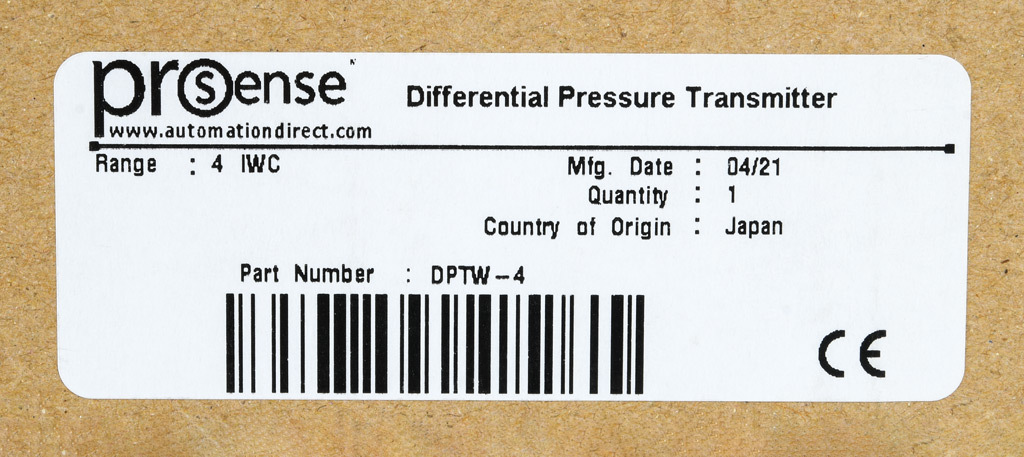 prosense
Differential Pressure Transmitter
www.automationdirect.com
Range : 4 IWC
Mfg. Date : 04/21
Quantity : 1
Country of Origin : Japan
Part Number : DPTW-4
CE